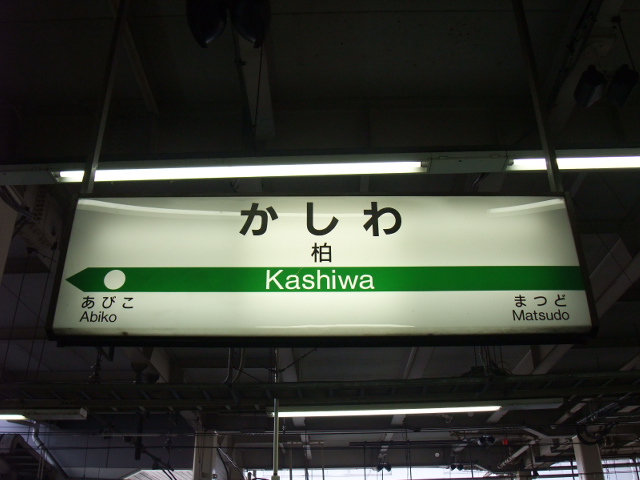 かしわ
柏
Kashiwa
あびこ
Abiko
まつど
Matsudo